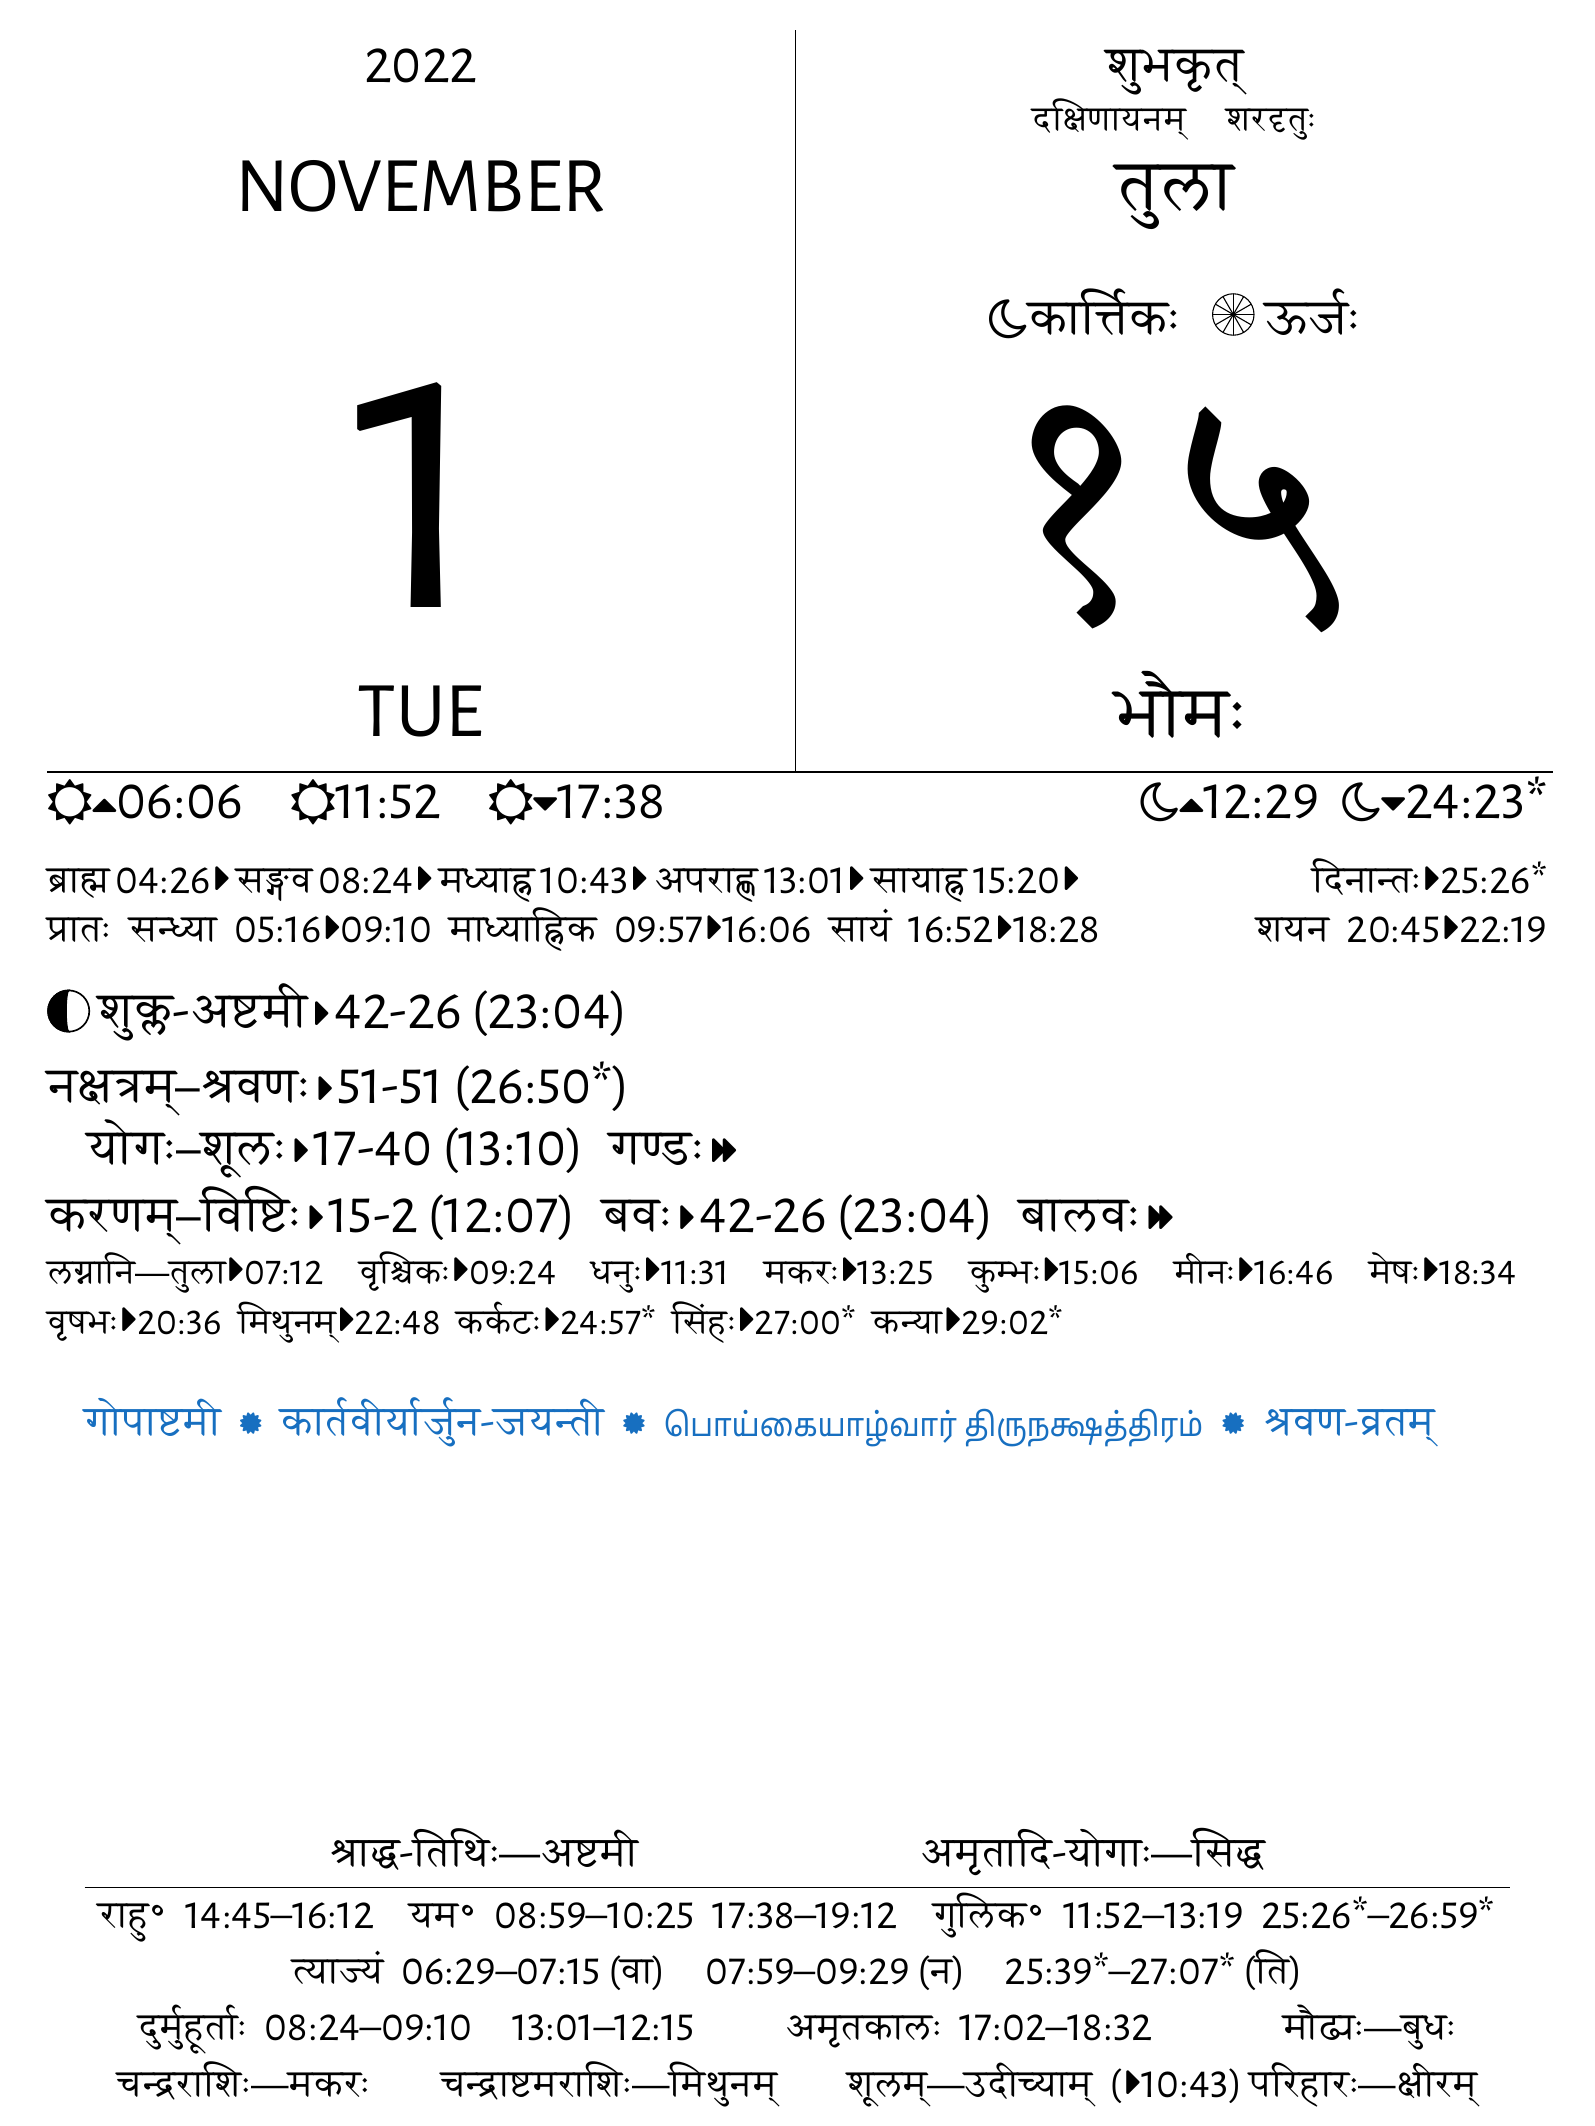 2022
NOVEMBER
1
TUE
शुभकृत्
दक्षिणायनम् शरदृतुः
तुला
कार्त्तिकः ऊर्जः
१५
भौमः
06:06 11:52 17:38 12:29 24:23*
ब्राह्म 04:26 सङ्गव 08:24 मध्याह्न 10:43 अपराह्ण 13:01 सायाह्न 15:20 दिनान्तः 25:26*
प्रातः सन्ध्या 05:16 09:10 माध्याह्निक 09:57 16:06 सायं 16:52 18:28 शयन 20:45 22:19
शुक्ल-अष्टमी 42-26 (23:04)
नक्षत्रम्–श्रवणः 51-51 (26:50*)
योगः–शूलः 17-40 (13:10) गण्डः
करणम्–विष्टिः 15-2 (12:07) बवः 42-26 (23:04) बालवः
लग्नानि—तुला 07:12 वृश्चिकः 09:24 धनुः 11:31 मकरः 13:25 कुम्भः 15:06 मीनः 16:46 मेषः 18:34
वृषभः 20:36 मिथुनम् 22:48 कर्कटः 24:57* सिंहः 27:00* कन्या 29:02*
गोपाष्टमी ✹ कार्तवीर्यार्जुन-जयन्ती ✹ பொய்கையாழ்வார் திருநக்ஷத்திரம் ✹ श्रवण-व्रतम्
श्राद्ध-तिथिः—अष्टमी अमृतादि-योगाः—सिद्ध
राहु॰ 14:45–16:12 यम॰ 08:59–10:25 17:38–19:12 गुलिक॰ 11:52–13:19 25:26*–26:59*
त्याज्यं 06:29–07:15 (वा) 07:59–09:29 (न) 25:39*–27:07* (ति)
दुर्मुहूर्ताः 08:24–09:10 13:01–12:15 अमृतकालः 17:02–18:32 मौढ्यः—बुधः
चन्द्रराशिः—मकरः चन्द्राष्टमराशिः—मिथुनम् शूलम्—उदीच्याम् (10:43) परिहारः—क्षीरम्